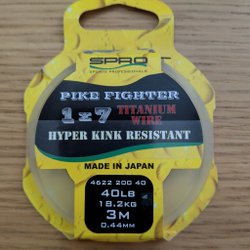 SPRO
SPORTS PROFESSIONALS
PIKE FIGHTER
1x7 TITANIUM WIRE
HYPER KINK RESISTANT
MADE IN JAPAN
4622 200 40
40LB
18.2KG
3M
0.44MM